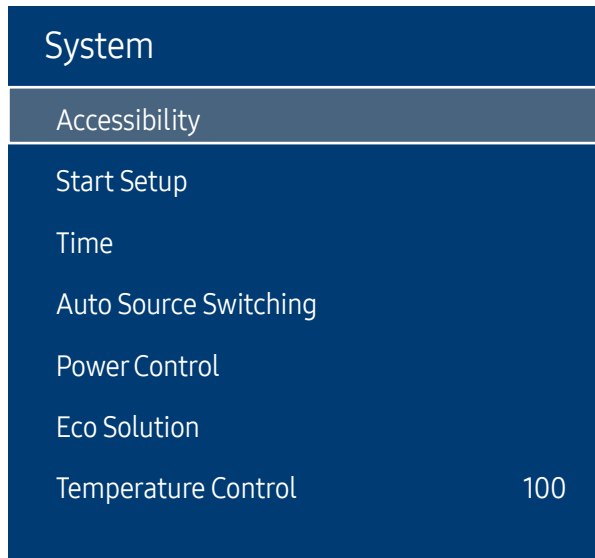 System
Accessibility
Start Setup
Time
Auto Source Switching
Power Control
Eco Solution
Temperature Control 100